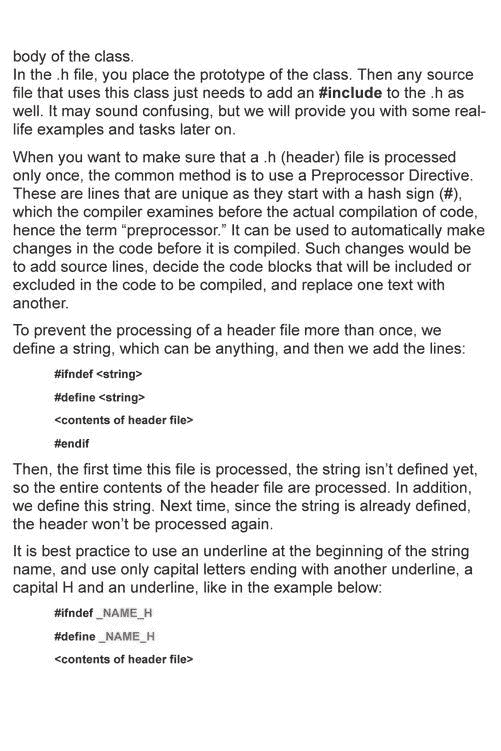 body of the class.
In the .h file, you place the prototype of the class. Then any source
file that uses this class just needs to add an #include to the .h as
well. It may sound confusing, but we will provide you with some real-
life examples and tasks later on.
When you want to make sure that a .h (header) file is processed
only once, the common method is to use a Preprocessor Directive.
These are lines that are unique as they start with a hash sign (#),
which the compiler examines before the actual compilation of code,
hence the term “preprocessor.” It can be used to automatically make
changes in the code before it is compiled. Such changes would be
to add source lines, decide the code blocks that will be included or
excluded in the code to be compiled, and replace one text with
another.
To prevent the processing of a header file more than once, we
define a string, which can be anything, and then we add the lines:
#ifndef <string>
#define <string>
<contents of header file>
#endif
Then, the first time this file is processed, the string isn’t defined yet,
so the entire contents of the header file are processed. In addition,
we define this string. Next time, since the string is already defined,
the header won’t be processed again.
It is best practice to use an underline at the beginning of the string
name, and use only capital letters ending with another underline, a
capital H and an underline, like in the example below:
#ifndef _NAME_H
#define _NAME_H
<contents of header file>